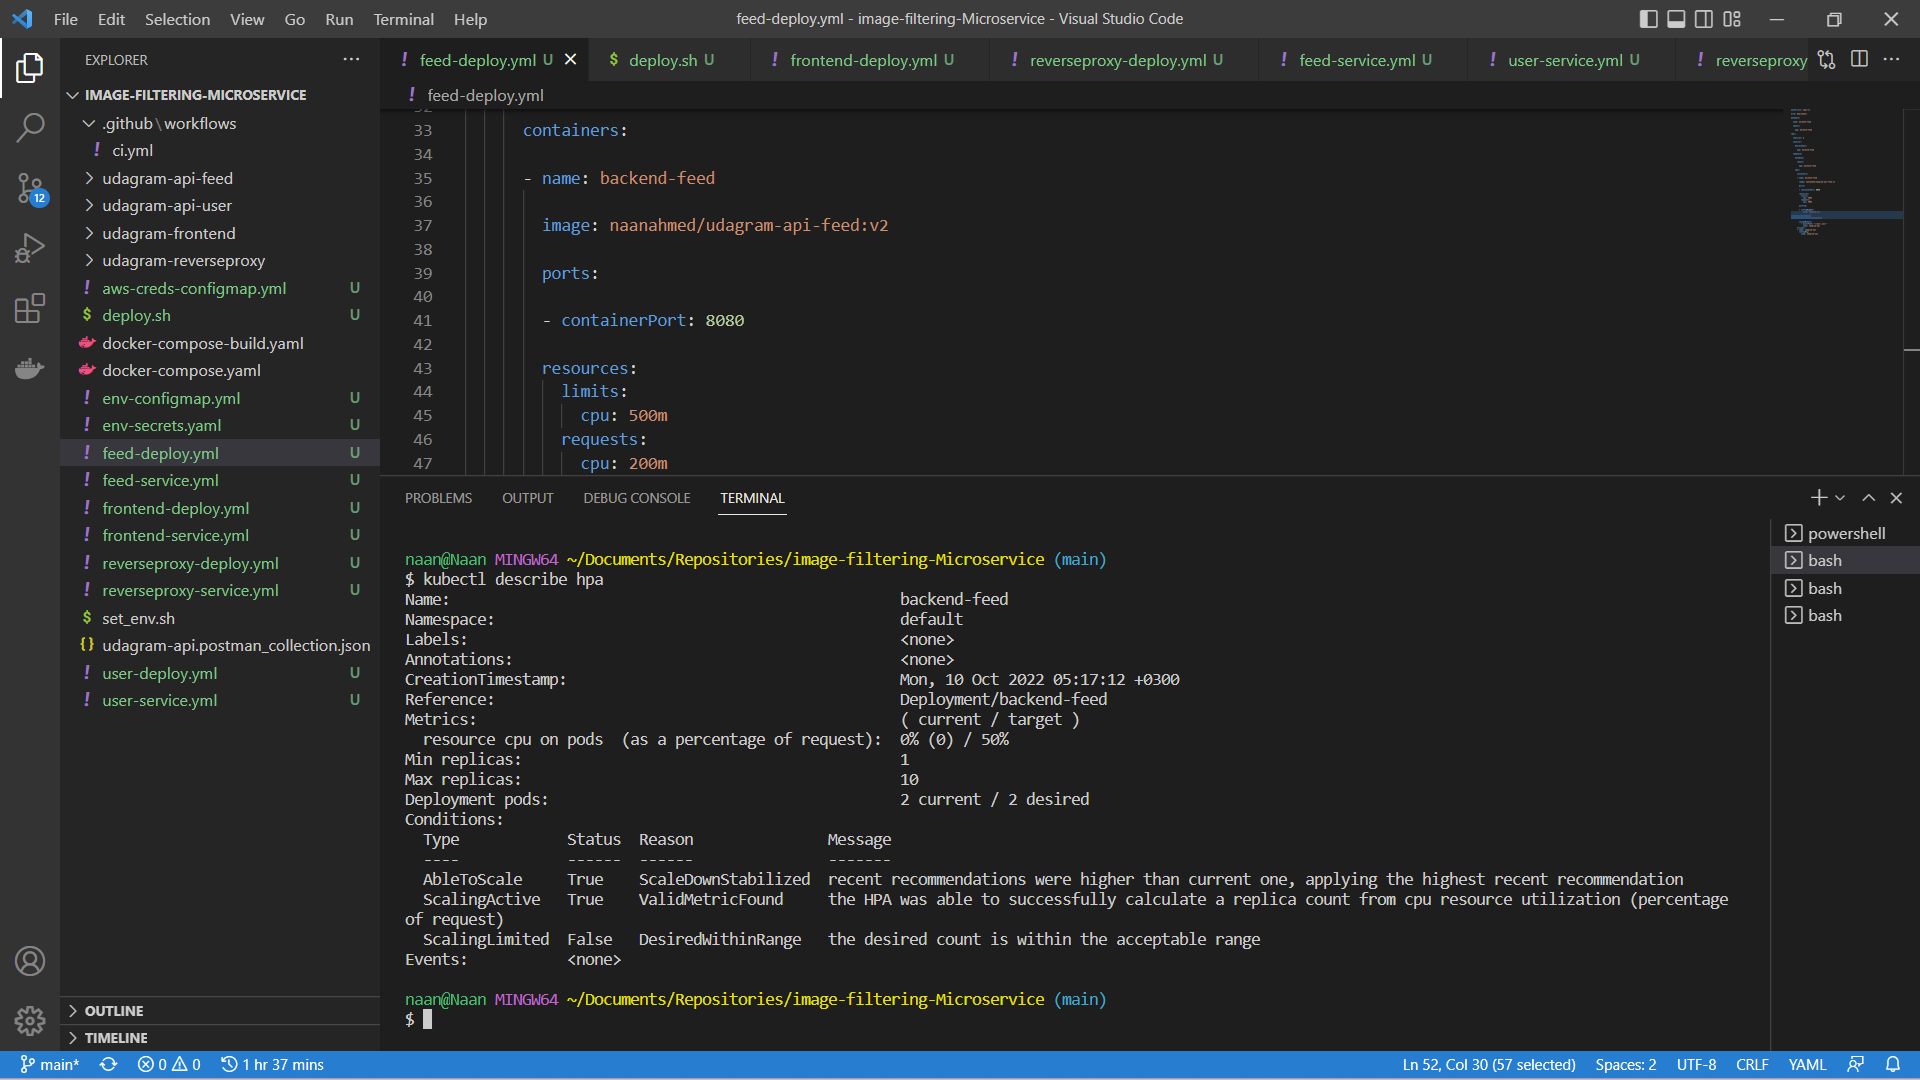 File Edit Selection View Go Run Terminal Help
feed-deploy.yml - image-filtering-Microservice - Visual Studio Code
EXPLORER
IMAGE-FILTERING-MICROSERVICE
.github\workflows
! ci.yml
udagram-api-feed
udagram-api-user
udagram-frontend
udagram-reverseproxy
! aws-creds-configmap.yml U
$ deploy.sh U
docker-compose-build.yaml
docker-compose.yaml
! env-configmap.yml U
! env-secrets.yaml U
! feed-deploy.yml U
! feed-service.yml U
! frontend-deploy.yml U
! frontend-service.yml U
! reverseproxy-deploy.yml U
! reverseproxy-service.yml U
$ set_env.sh
{} udagram-api.postman_collection.json
! user-deploy.yml U
! user-service.yml U
OUTLINE
TIMELINE
12
! feed-deploy.yml U
$ deploy.sh U
! frontend-deploy.yml U
! reverseproxy-deploy.yml U
! feed-service.yml U
! user-service.yml U
! reverseproxy
! feed-deploy.yml
33 containers:
34
35 - name: backend-feed
36
37 image: naanahmed/udagram-api-feed:v2
38
39 ports:
40
41 - containerPort: 8080
42
43 resources:
44 limits:
45 cpu: 500m
46 requests:
47 cpu: 200m
PROBLEMS OUTPUT DEBUG CONSOLE TERMINAL
naan@Naan MINGW64 ~/Documents/Repositories/image-filtering-Microservice (main)
$ kubectl describe hpa
Name: backend-feed
Namespace: default
Labels: <none>
Annotations: <none>
CreationTimestamp: Mon, 10 Oct 2022 05:17:12 +0300
Reference: Deployment/backend-feed
Metrics: ( current / target )
resource cpu on pods (as a percentage of request): 0% (0) / 50%
Min replicas: 1
Max replicas: 10
Deployment pods: 2 current / 2 desired
Conditions:
Type Status Reason Message
---- ------ ------ -------
AbleToScale True ScaleDownStabilized recent recommendations were higher than current one, applying the highest recent recommendation
ScalingActive True ValidMetricFound the HPA was able to successfully calculate a replica count from cpu resource utilization (percentage
of request)
ScalingLimited False DesiredWithinRange the desired count is within the acceptable range
Events: <none>
naan@Naan MINGW64 ~/Documents/Repositories/image-filtering-Microservice (main)
$
powershell
bash
bash
bash
main* 0 0 1 hr 37 mins
Ln 52, Col 30 (57 selected) Spaces: 2 UTF-8 CRLF YAML